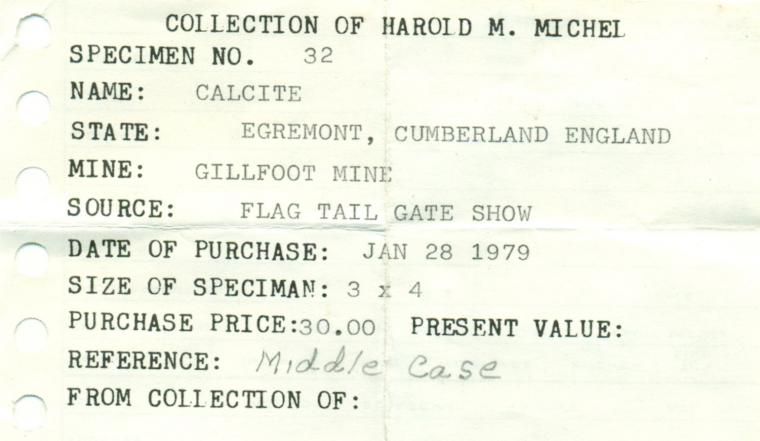 COLLECTION OF HAROLD M. MICHEL
SPECIMEN NO. 32
NAME: CALCITE
STATE: EGREMONT, CUMBERLAND ENGLAND
MINE: GILLFOOT MINE
SOURCE: FLAG TAIL GATE SHOW
DATE OF PURCHASE: JAN 28 1979
SIZE OF SPECIMAN: 3 x 4
PURCHASE PRICE:30.00 PRESENT VALUE:
REFERENCE: Middle Case
FROM COLLECTION OF: